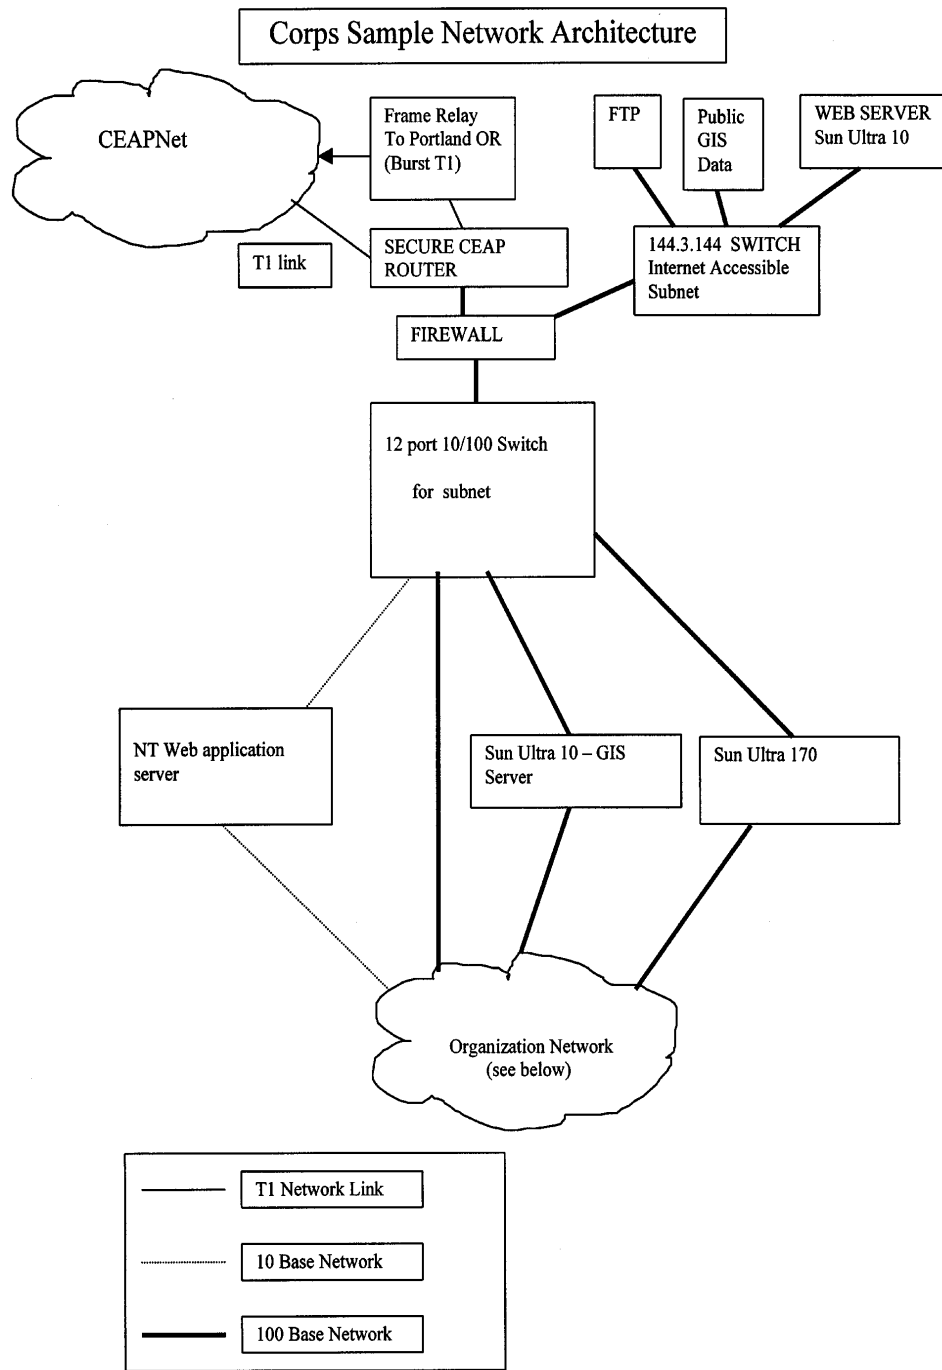 Corps Sample Network Architecture
CEAPNet
Frame Relay
To Portland OR
(Burst T1)
FTP
Public
GIS
Data
WEB SERVER
Sun Ultra 10
T1 link
SECURE CEAP
ROUTER
144.3.144 SWITCH
Internet Accessible
Subnet
FIREWALL
12 port 10/100 Switch
for subnet
NT Web application
server
Sun Ultra 10 – GIS
Server
Sun Ultra 170
Organization Network
(see below)
T1 Network Link
10 Base Network
100 Base Network